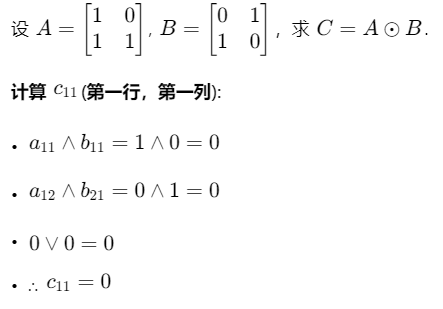 设 $A = \begin{bmatrix} 1 & 0 \\ 1 & 1 \end{bmatrix}$, $B = \begin{bmatrix} 0 & 1 \\ 1 & 0 \end{bmatrix}$, 求 $C = A \odot B$.
计算 $c_{11}$ (第一行，第一列):
• $a_{11} \wedge b_{11} = 1 \wedge 0 = 0$
• $a_{12} \wedge b_{21} = 0 \wedge 1 = 0$
• $0 \vee 0 = 0$
• $\therefore c_{11} = 0$